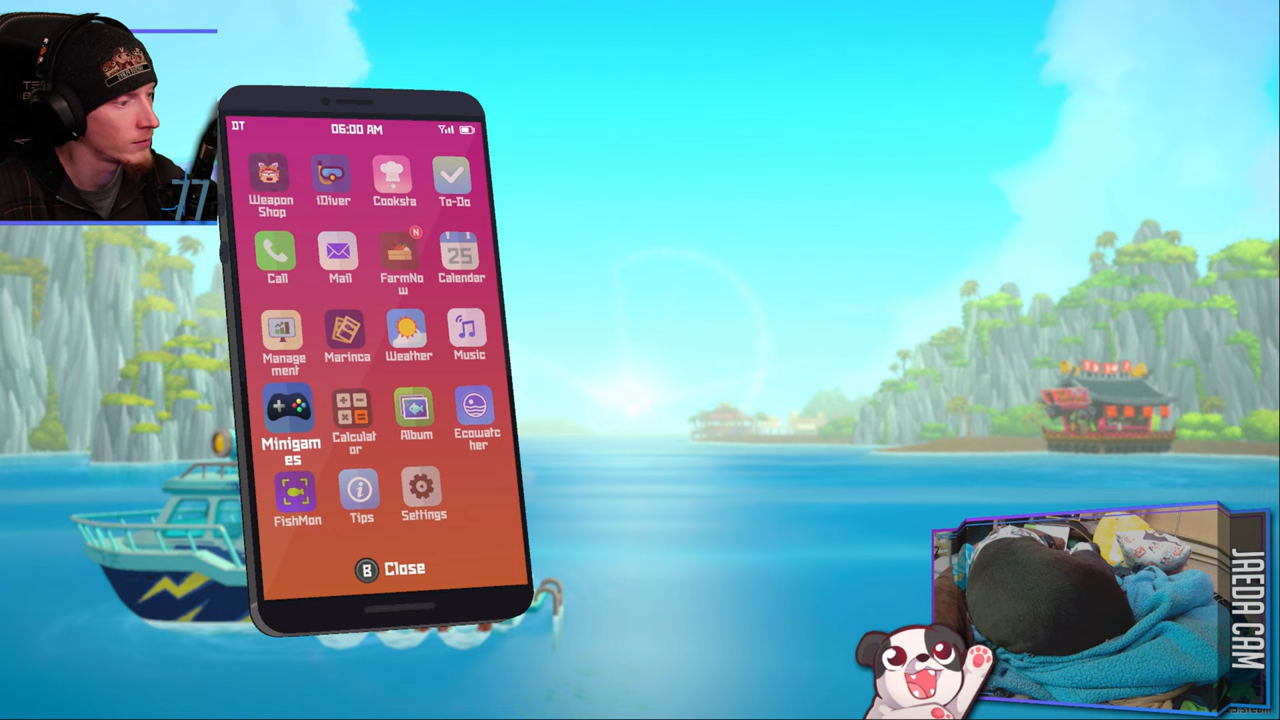 DT
06:00 AM
Weapon
Shop
iDiver
Cooksta
To-Do
Call
Mail
N
FarmNo
w
25
Calendar
Manage
ment
Marinca
Weather
Music
Minigam
es
Calculat
or
Album
Ecowatc
her
FishMon
Tips
Settings
B Close
JAEDA CAM